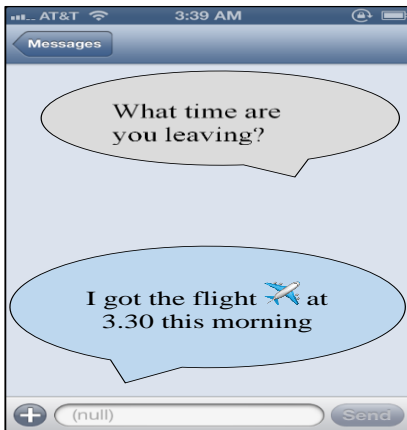 AT&T 3:39 AM
Messages
What time are
you leaving?
I got the flight ✈️ at
3.30 this morning
(null) Send